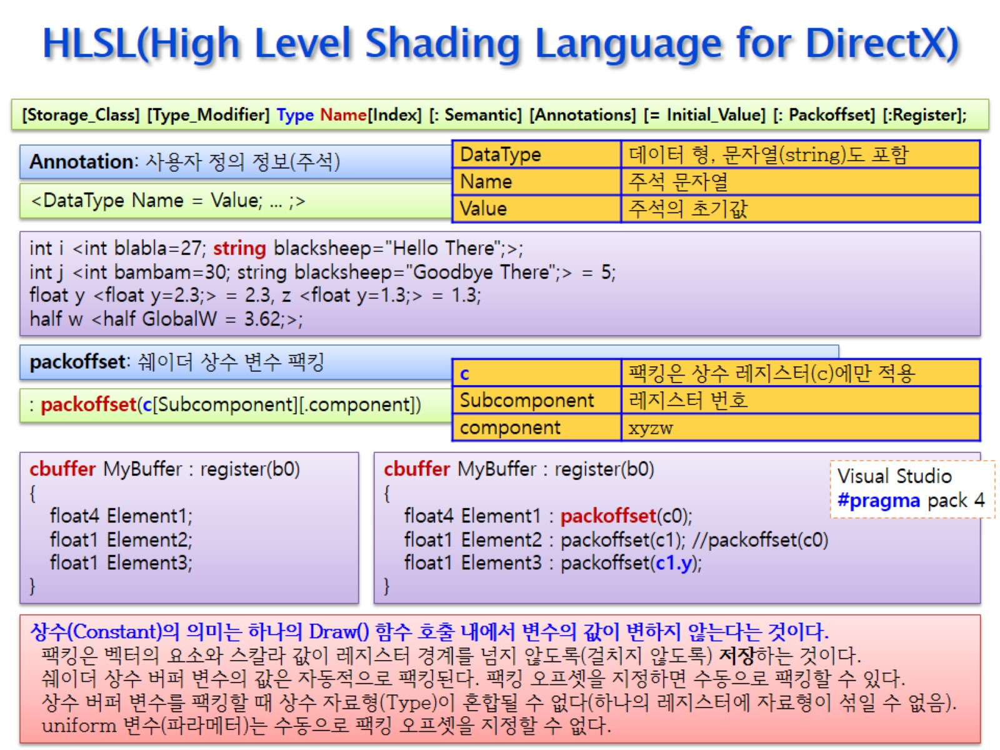 HLSL(High Level Shading Language for DirectX)
[Storage_Class] [Type_Modifier] Type Name[Index] [: Semantic] [Annotations] [= Initial_Value] [: Packoffset] [:Register];
Annotation: 사용자 정의 정보(주석)
<DataType Name = Value; ... ;>
DataType 데이터 형, 문자열(string)도 포함
Name 주석 문자열
Value 주석의 초기값
int i <int blabla=27; string blacksheep="Hello There";>;
int j <int bambam=30; string blacksheep="Goodbye There";> = 5;
float y <float y=2.3;> = 2.3, z <float y=1.3;> = 1.3;
half w <half GlobalW = 3.62;>;
packoffset: 쉐이더 상수 변수 팩킹
: packoffset(c[Subcomponent][.component])
c 팩킹은 상수 레지스터(c)에만 적용
Subcomponent 레지스터 번호
component xyzw
cbuffer MyBuffer : register(b0)
{
float4 Element1;
float1 Element2;
float1 Element3;
}
cbuffer MyBuffer : register(b0)
{
float4 Element1 : packoffset(c0);
float1 Element2 : packoffset(c1); //packoffset(c0)
float1 Element3 : packoffset(c1.y);
}
Visual Studio
#pragma pack 4
상수(Constant)의 의미는 하나의 Draw() 함수 호출 내에서 변수의 값이 변하지 않는다는 것이다.
팩킹은 벡터의 요소와 스칼라 값이 레지스터 경계를 넘지 않도록(걸치지 않도록) 저장하는 것이다.
쉐이더 상수 버퍼 변수의 값은 자동적으로 팩킹된다. 팩킹 오프셋을 지정하면 수동으로 팩킹할 수 있다.
상수 버퍼 변수를 팩킹할 때 상수 자료형(Type)이 혼합될 수 없다(하나의 레지스터에 자료형이 섞일 수 없음).
uniform 변수(파라메터)는 수동으로 팩킹 오프셋을 지정할 수 없다.